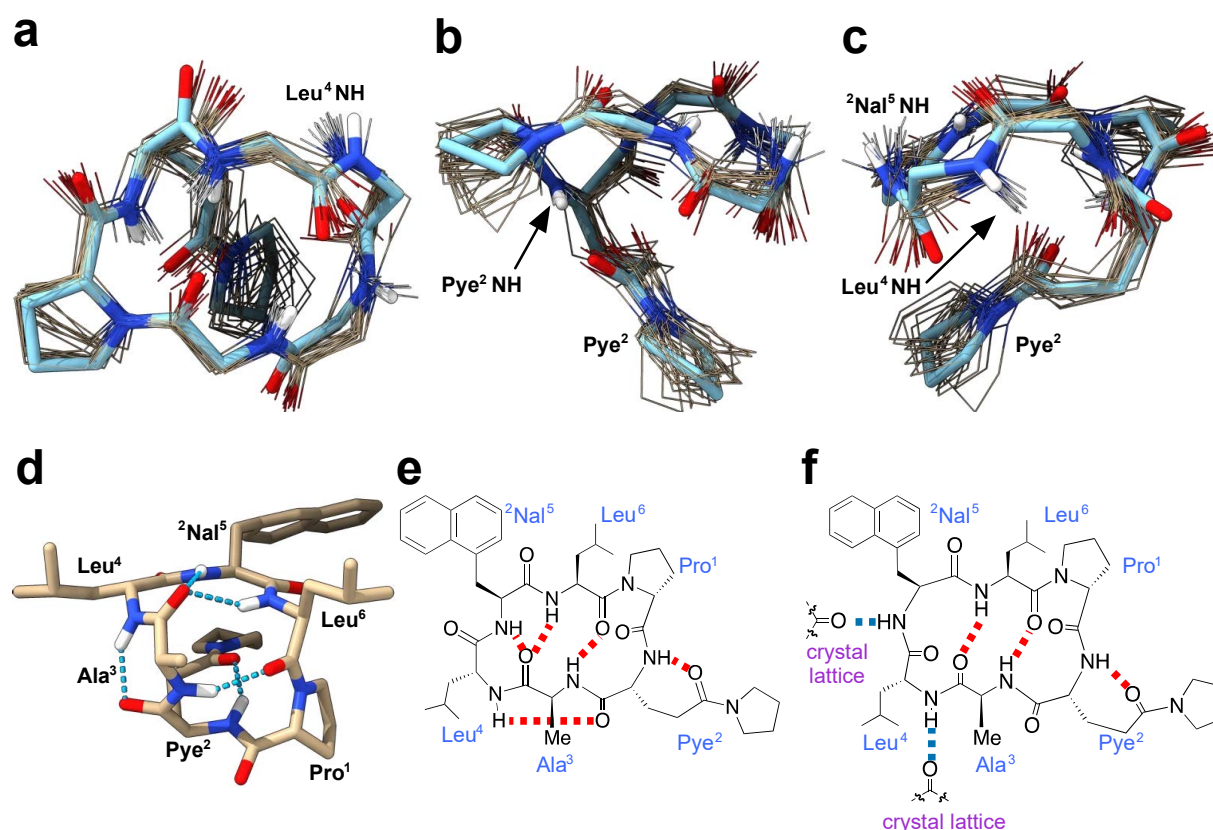 a
b
c
Leu⁴ NH
Pye² NH
Pye²
²Nal⁵ NH
Leu⁴ NH
Pye²
d
e
f
²Nal⁵
Leu⁴
Leu⁶
Ala³
Pye²
Pro¹
²Nal⁵
Leu⁶
Pro¹
O
O
N
NH
O
N
H
O
O
HN
NH
O
O
N
O
N
H
O
Me
Leu⁴
Ala³
Pye²
²Nal⁵
Leu⁶
Pro¹
O
O
N
N
H
O
O
HN
O
crystal
lattice
NH
O
O
NH
O
N
O
N
H
Me
O
Leu⁴
Ala³
Pye²
O
crystal lattice